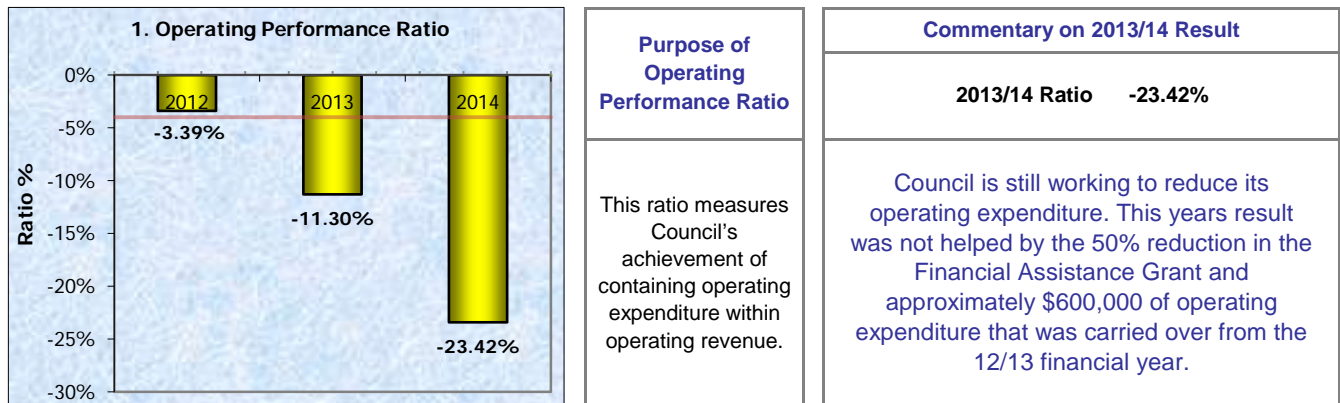 1. Operating Performance Ratio
0%
-5%
-10%
-15%
-20%
-25%
-30%
Ratio %
2012
2013
2014
-3.39%
-11.30%
-23.42%
Purpose of
Operating
Performance Ratio
This ratio measures
Council's
achievement of
containing operating
expenditure within
operating revenue.
Commentary on 2013/14 Result
2013/14 Ratio -23.42%
Council is still working to reduce its
operating expenditure. This years result
was not helped by the 50% reduction in the
Financial Assistance Grant and
approximately $600,000 of operating
expenditure that was carried over from the
12/13 financial year.